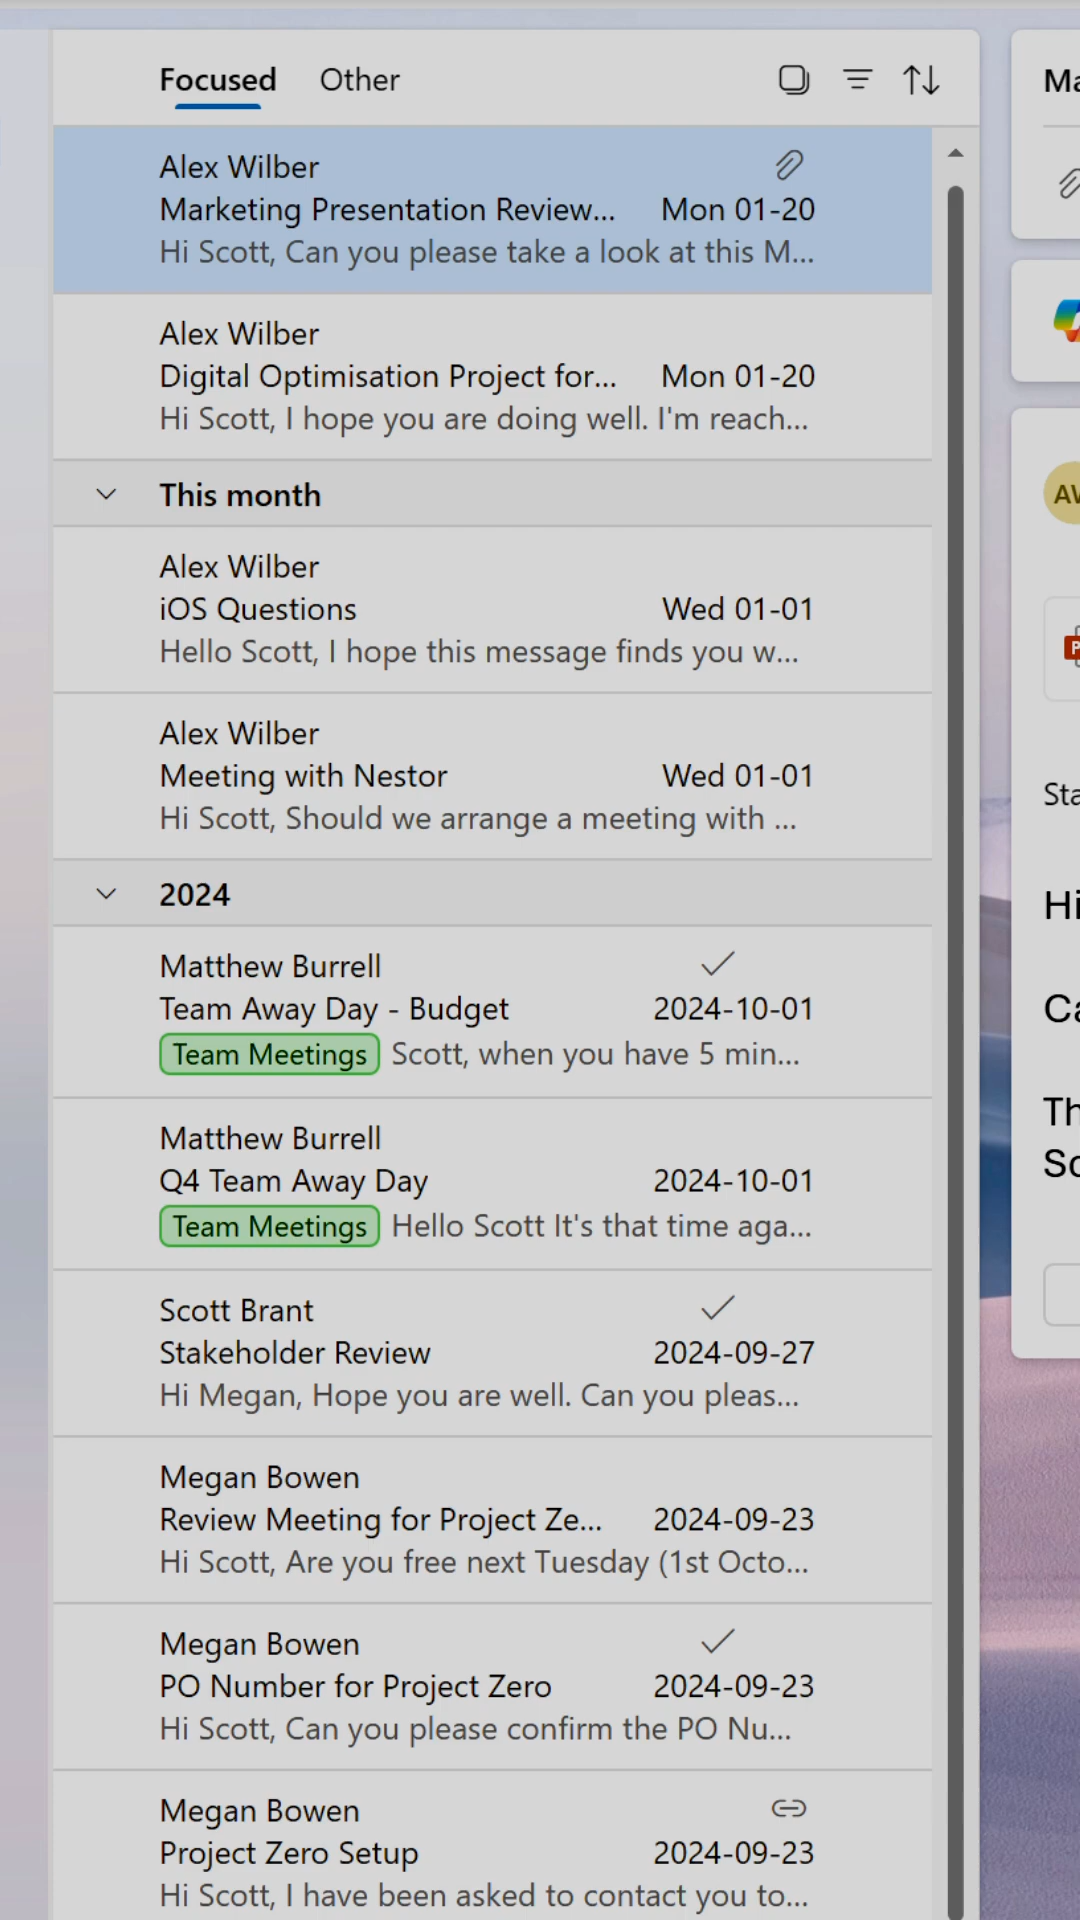 Focused Other
Ma
Alex Wilber
Marketing Presentation Review... Mon 01-20
Hi Scott, Can you please take a look at this M...
Alex Wilber
Digital Optimisation Project for... Mon 01-20
Hi Scott, I hope you are doing well. I'm reach...
This month
AW
Alex Wilber
iOS Questions Wed 01-01
Hello Scott, I hope this message finds you w...
P
Alex Wilber
Meeting with Nestor Wed 01-01
Hi Scott, Should we arrange a meeting with ...
Sta
2024
Hi
Matthew Burrell
Team Away Day - Budget 2024-10-01
Team Meetings Scott, when you have 5 min...
Ca
Matthew Burrell
Q4 Team Away Day 2024-10-01
Team Meetings Hello Scott It's that time aga...
Th
Sc
Scott Brant
Stakeholder Review 2024-09-27
Hi Megan, Hope you are well. Can you pleas...
Megan Bowen
Review Meeting for Project Ze... 2024-09-23
Hi Scott, Are you free next Tuesday (1st Octo...
Megan Bowen
PO Number for Project Zero 2024-09-23
Hi Scott, Can you please confirm the PO Nu...
Megan Bowen
Project Zero Setup 2024-09-23
Hi Scott, I have been asked to contact you to...